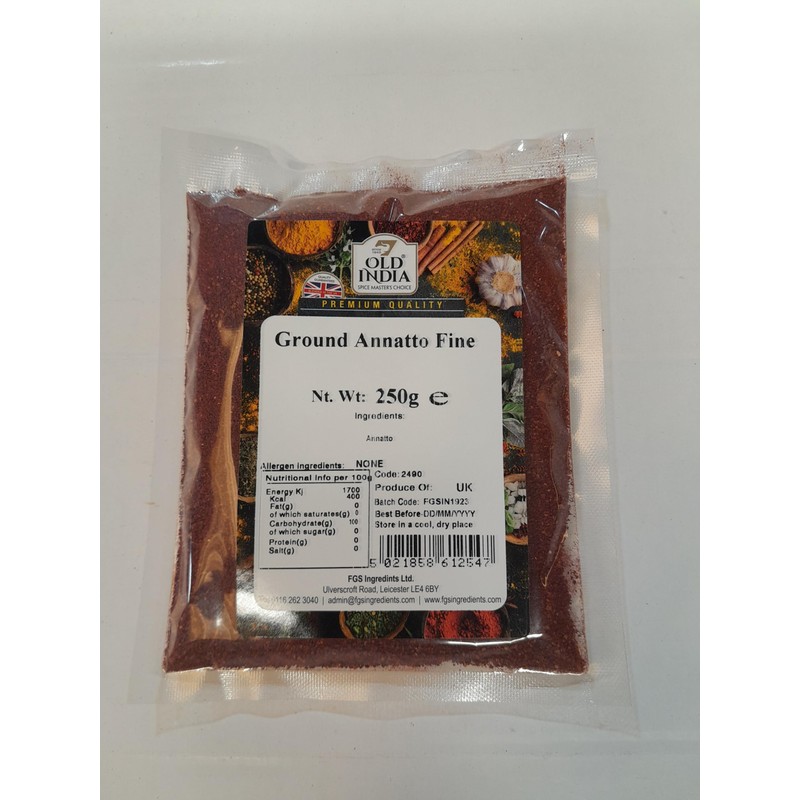 OLD
INDIA
SPICE MASTER'S CHOICE
PREMIUM QUALITY
Ground Annatto Fine
Nt. Wt: 250g ℮
Ingredients:
Annatto
Allergen ingredients: NONE
Nutritional info per 100g
Energy Kj 1700
Kcal 400
Fat(g) 0
of which saturates(g) 0
Carbohydrate(g) 100
of which sugar(g) 0
Protein(g) 0
Salt(g) 0
Code: 2490
Produce Of: UK
Batch Code: FGSIN1923
Best Before-DD/MM/YYYY
Store in a cool, dry place
5 021858 612547
FGS Ingredints Ltd.
Ulverscroft Road, Leicester LE4 6BY
116 262 3040 | admin@fgsingredients.com | www.fgsingredients.com